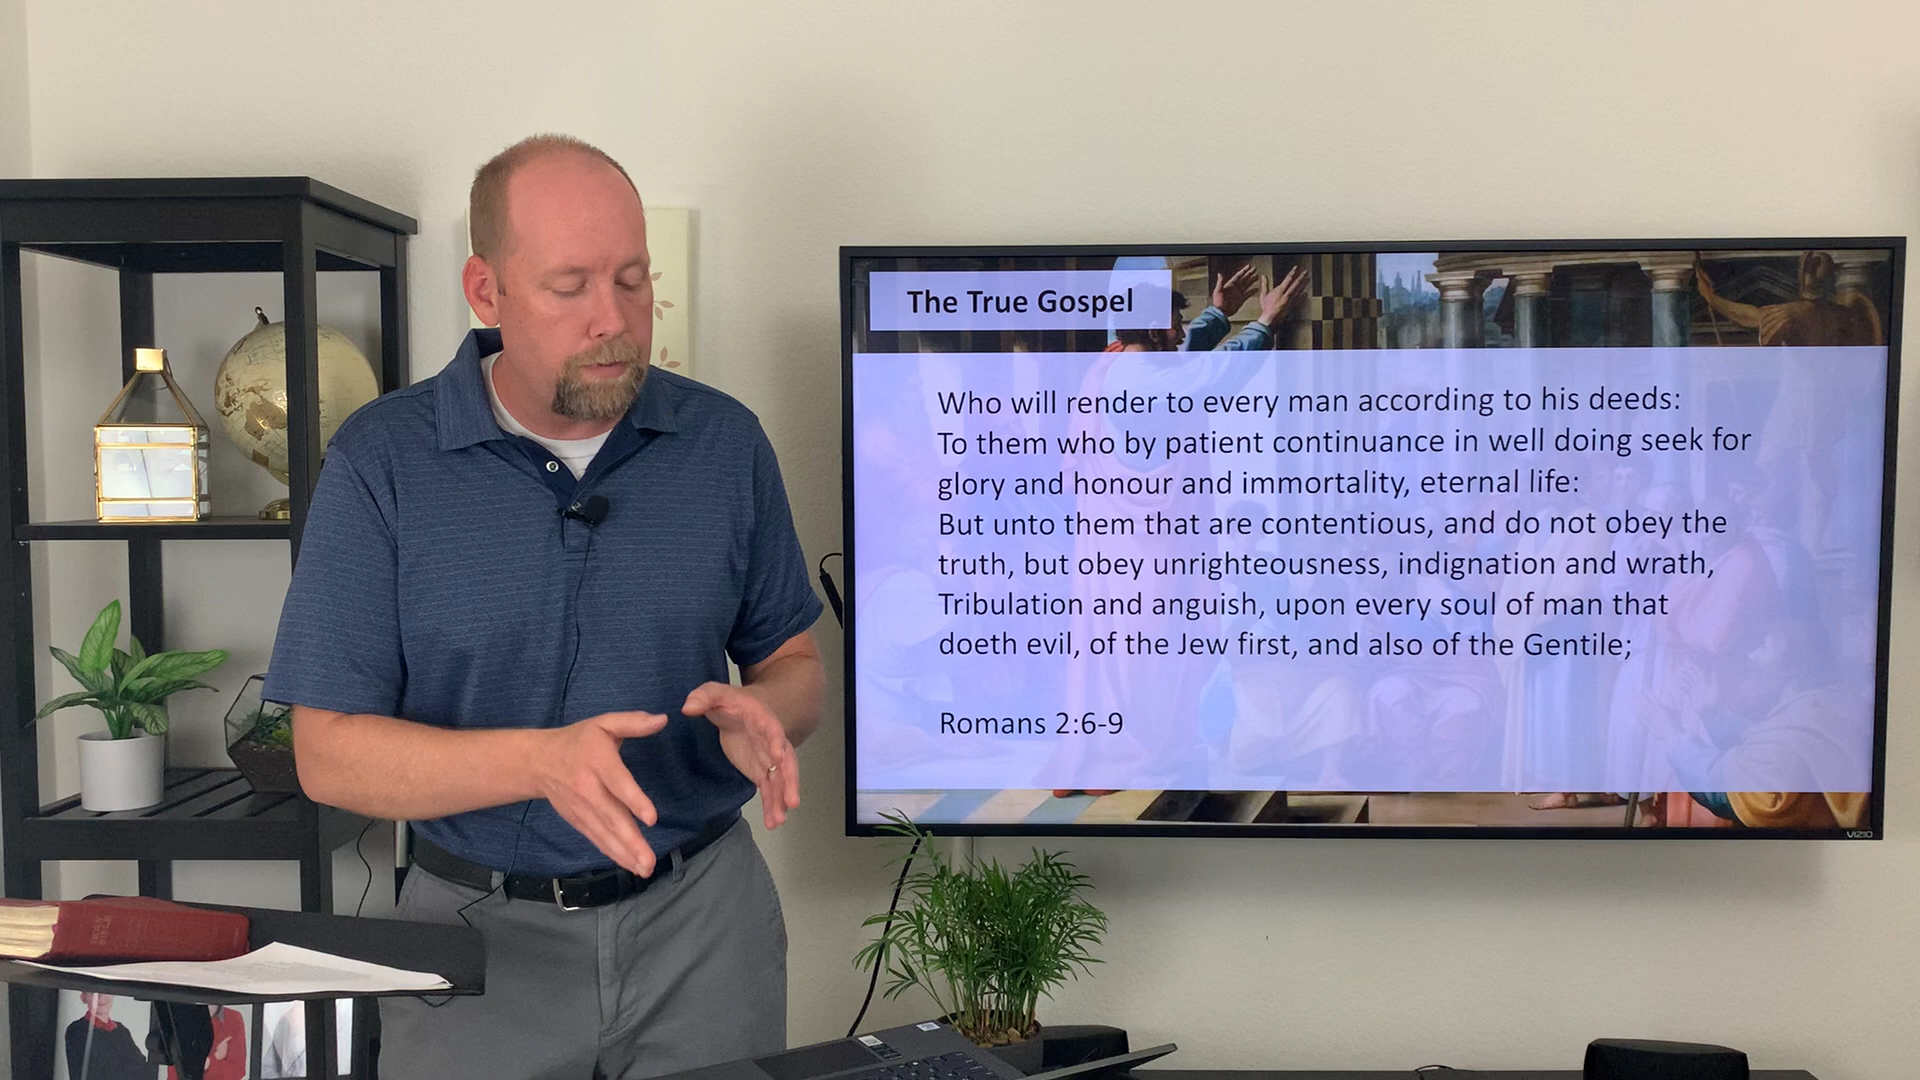 The True Gospel
Who will render to every man according to his deeds:
To them who by patient continuance in well doing seek for
glory and honour and immortality, eternal life:
But unto them that are contentious, and do not obey the
truth, but obey unrighteousness, indignation and wrath,
Tribulation and anguish, upon every soul of man that
doeth evil, of the Jew first, and also of the Gentile;
Romans 2:6-9
VIZIO
HOLY BIBLE